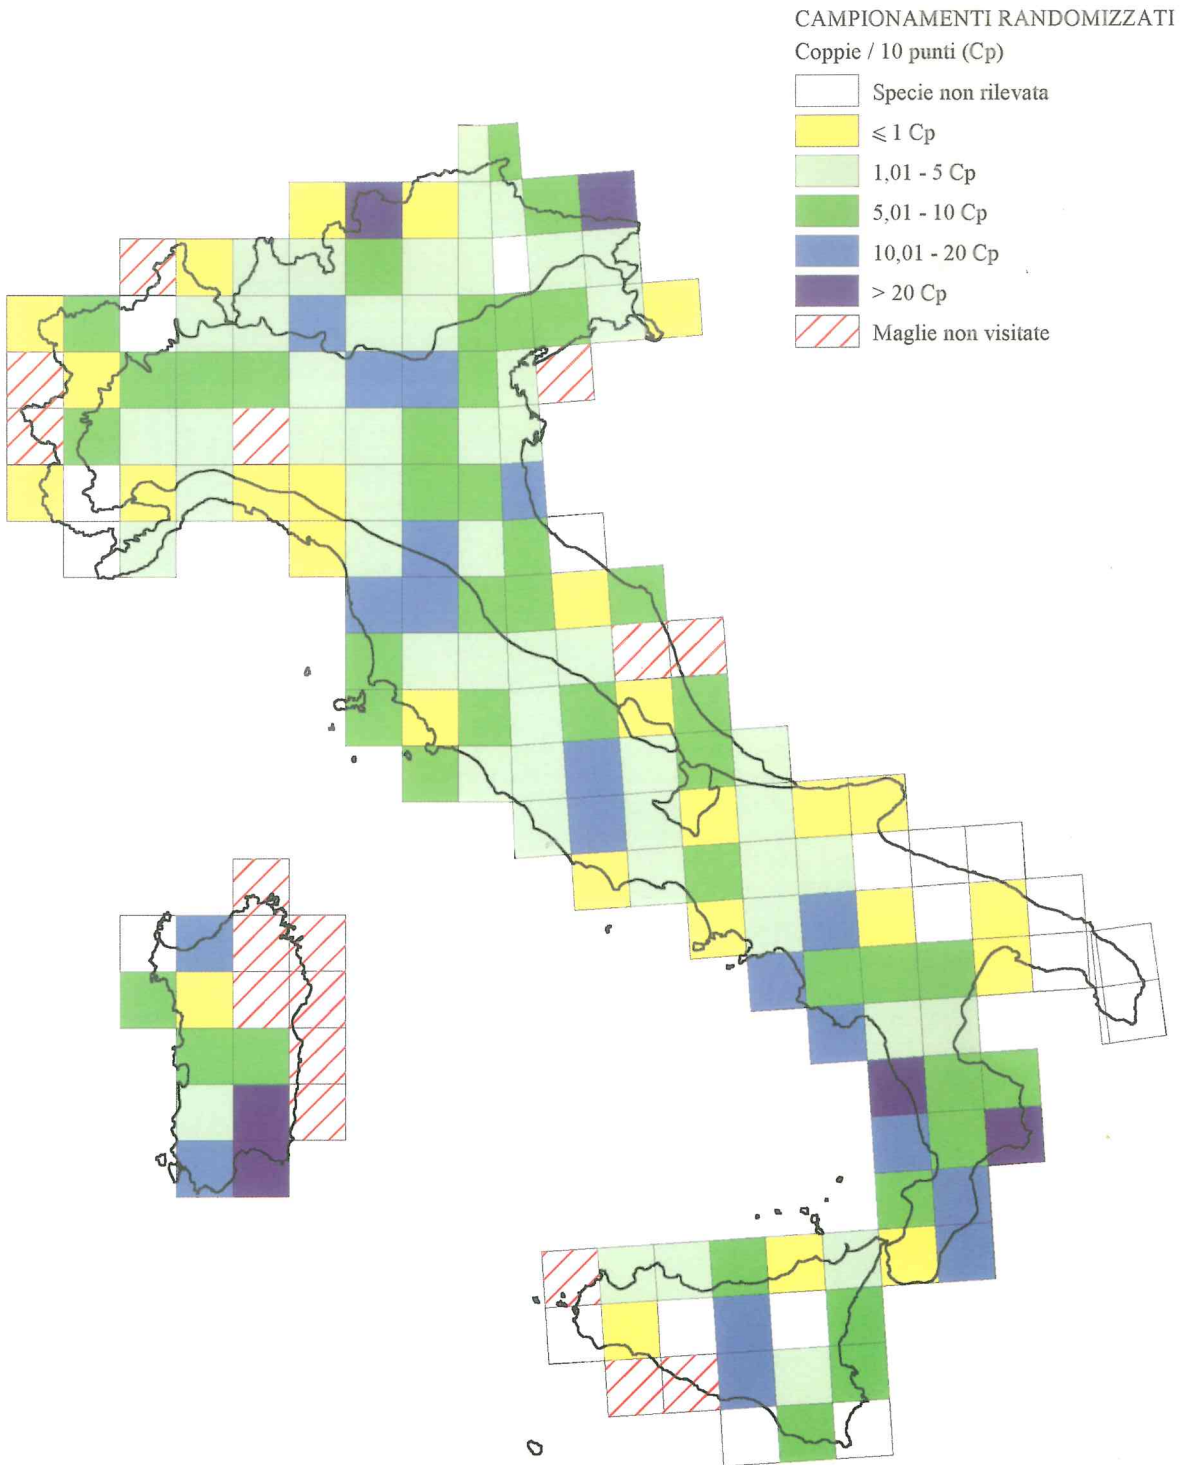 CAMPIONAMENTI RANDOMIZZATI
Coppie / 10 punti (Cp)
Specie non rilevata
⩽ 1 Cp
1,01 - 5 Cp
5,01 - 10 Cp
10,01 - 20 Cp
> 20 Cp
Maglie non visitate